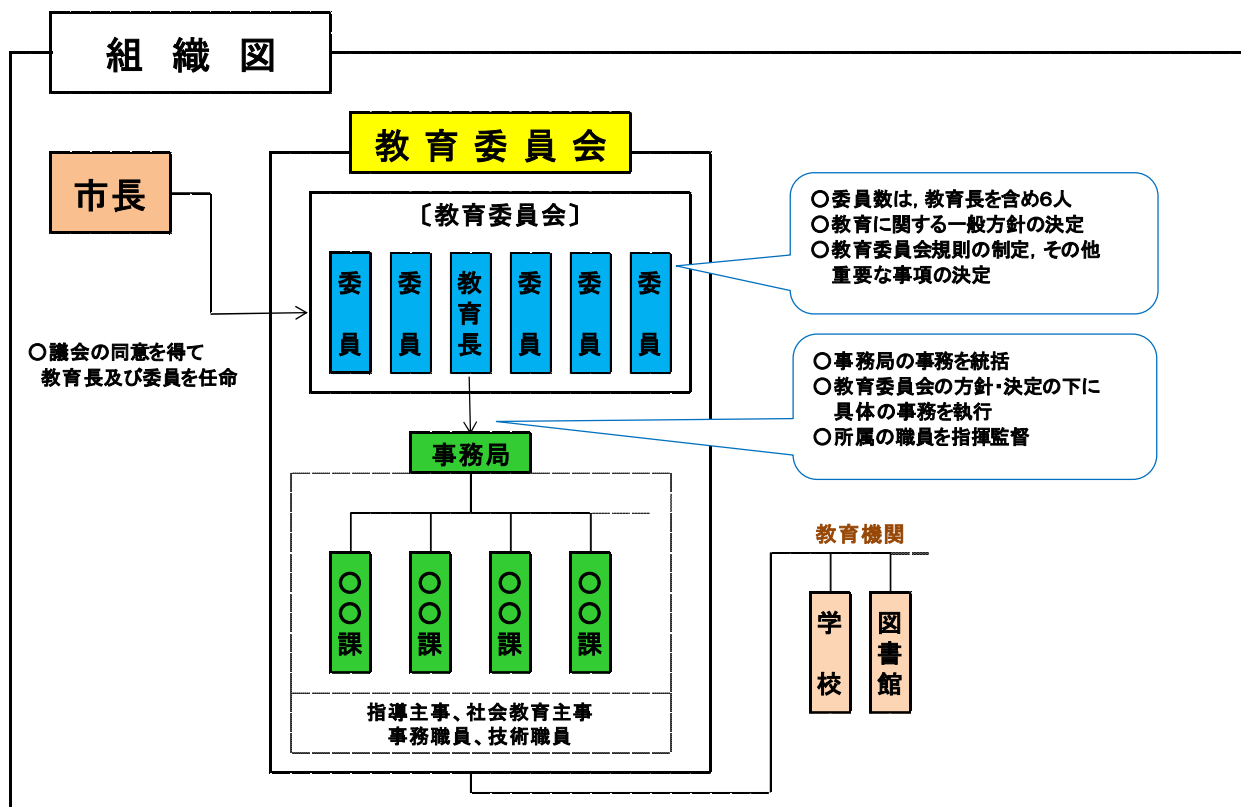 組織図
教育委員会
市長
〔教育委員会〕
委員
委員
教育長
委員
委員
委員
○委員数は，教育長を含め６人
○教育に関する一般方針の決定
○教育委員会規則の制定，その他
重要な事項の決定
○議会の同意を得て
教育長及び委員を任命
○事務局の事務を統括
○教育委員会の方針・決定の下に
具体の事務を執行
○所属の職員を指揮監督
事務局
○○課
○○課
○○課
○○課
指導主事、社会教育主事
事務職員、技術職員
教育機関
学校
図書館